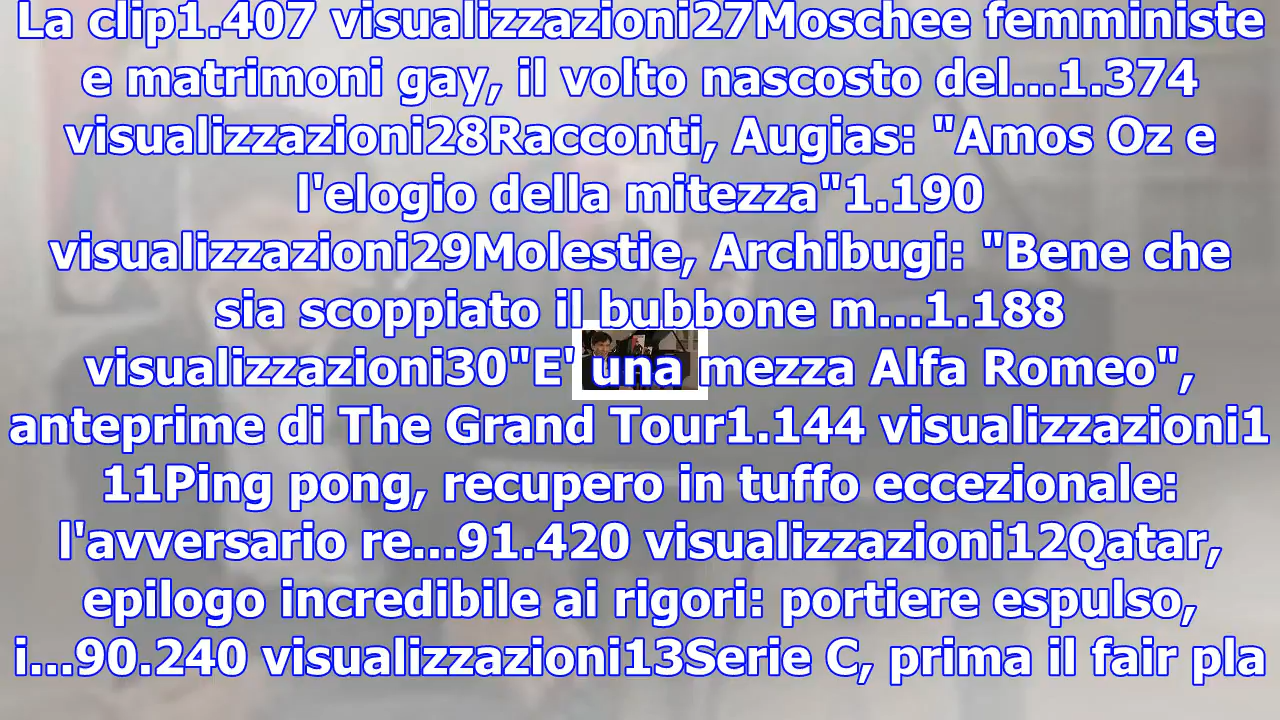 La clip1.407 visualizzazioni27Moschee femministe
e matrimoni gay, il volto nascosto del...1.374
visualizzazioni28Racconti, Augias: "Amos Oz e
l'elogio della mitezza"1.190
visualizzazioni29Molestie, Archibugi: "Bene che
sia scoppiato il bubbone m...1.188
visualizzazioni30"E' una mezza Alfa Romeo",
anteprime di The Grand Tour1.144 visualizzazioni1
11Ping pong, recupero in tuffo eccezionale:
l'avversario re...91.420 visualizzazioni12Qatar,
epilogo incredibile ai rigori: portiere espulso,
i...90.240 visualizzazioni13Serie C, prima il fair pla